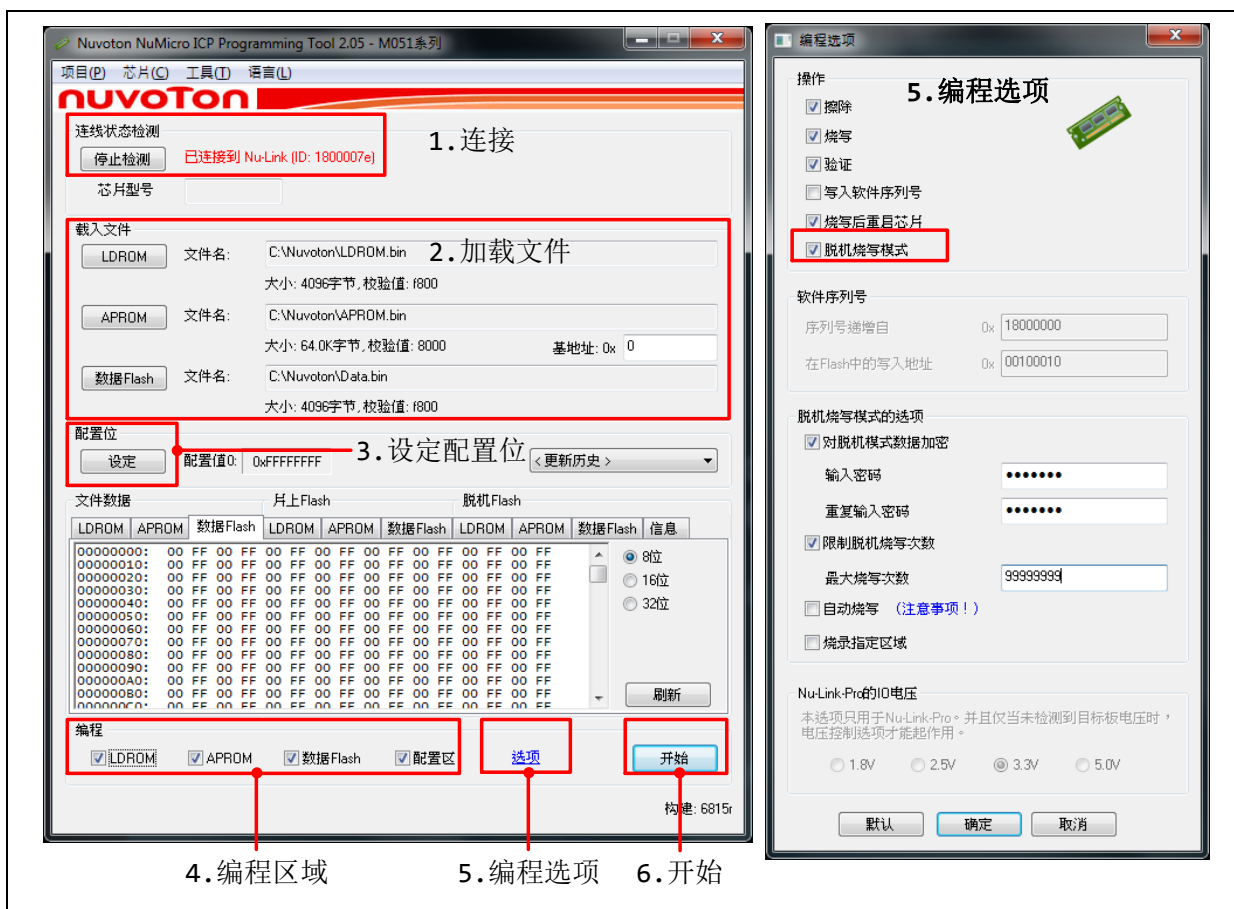 Nuvoton NuMicro ICP Programming Tool 2.05 - M051系列
项目(P) 芯片(C) 工具(T) 语言(L)
nuvoTon
连线状态检测
停止检测 已连接到 Nu-Link (ID: 1800007e)
1.连接
芯片型号
载入文件
LDROM 文件名: C:\Nuvoton\LDROM.bin
2.加载文件
大小: 4096字节, 校验值: f800
APROM 文件名: C:\Nuvoton\APROM.bin
大小: 64.0K字节, 校验值: 8000 基地址: 0x 0
数据Flash 文件名: C:\Nuvoton\Data.bin
大小: 4096字节, 校验值: f800
配置位
设定 配置值0: 0xFFFFFFFF
3.设定配置位
<更新历史>
文件数据 片上Flash 脱机Flash
LDROM APROM 数据Flash LDROM APROM 数据Flash LDROM APROM 数据Flash 信息
00000000: 00 FF 00 FF 00 FF 00 FF 00 FF 00 FF 00 FF 00 FF
00000010: 00 FF 00 FF 00 FF 00 FF 00 FF 00 FF 00 FF 00 FF
00000020: 00 FF 00 FF 00 FF 00 FF 00 FF 00 FF 00 FF 00 FF
00000030: 00 FF 00 FF 00 FF 00 FF 00 FF 00 FF 00 FF 00 FF
00000040: 00 FF 00 FF 00 FF 00 FF 00 FF 00 FF 00 FF 00 FF
00000050: 00 FF 00 FF 00 FF 00 FF 00 FF 00 FF 00 FF 00 FF
00000060: 00 FF 00 FF 00 FF 00 FF 00 FF 00 FF 00 FF 00 FF
00000070: 00 FF 00 FF 00 FF 00 FF 00 FF 00 FF 00 FF 00 FF
00000080: 00 FF 00 FF 00 FF 00 FF 00 FF 00 FF 00 FF 00 FF
00000090: 00 FF 00 FF 00 FF 00 FF 00 FF 00 FF 00 FF 00 FF
000000A0: 00 FF 00 FF 00 FF 00 FF 00 FF 00 FF 00 FF 00 FF
000000B0: 00 FF 00 FF 00 FF 00 FF 00 FF 00 FF 00 FF 00 FF
000000C0: 00 FF 00 FF 00 FF 00 FF 00 FF 00 FF 00 FF 00 FF
8位
16位
32位
刷新
编程
LDROM APROM 数据Flash 配置区 选项 开始
构建: 6815r
4.编程区域 5.编程选项 6.开始
编程选项
操作
5.编程选项
擦除
烧写
验证
写入软件序列号
烧写后重启芯片
脱机烧写模式
软件序列号
序列号递增自 0x 18000000
在Flash中的写入地址 0x 00100010
脱机烧写模式的选项
对脱机模式数据加密
输入密码 •••••••
重复输入密码 •••••••
限制脱机烧写次数
最大烧写次数 99999999
自动烧写 (注意事项!)
烧录指定区域
Nu-Link-Pro的IO电压
本选项只用于Nu-Link-Pro。并且仅当未检测到目标板电压时，
电压控制选项才能起作用。
1.8V 2.5V 3.3V 5.0V
默认 确定 取消